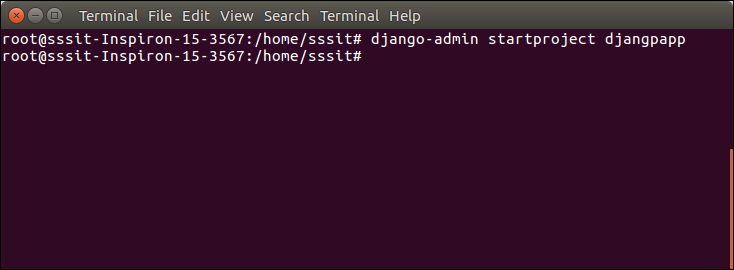 Terminal File Edit View Search Terminal Help
root@sssit-Inspiron-15-3567:/home/sssit# django-admin startproject djangpapp
root@sssit-Inspiron-15-3567:/home/sssit#